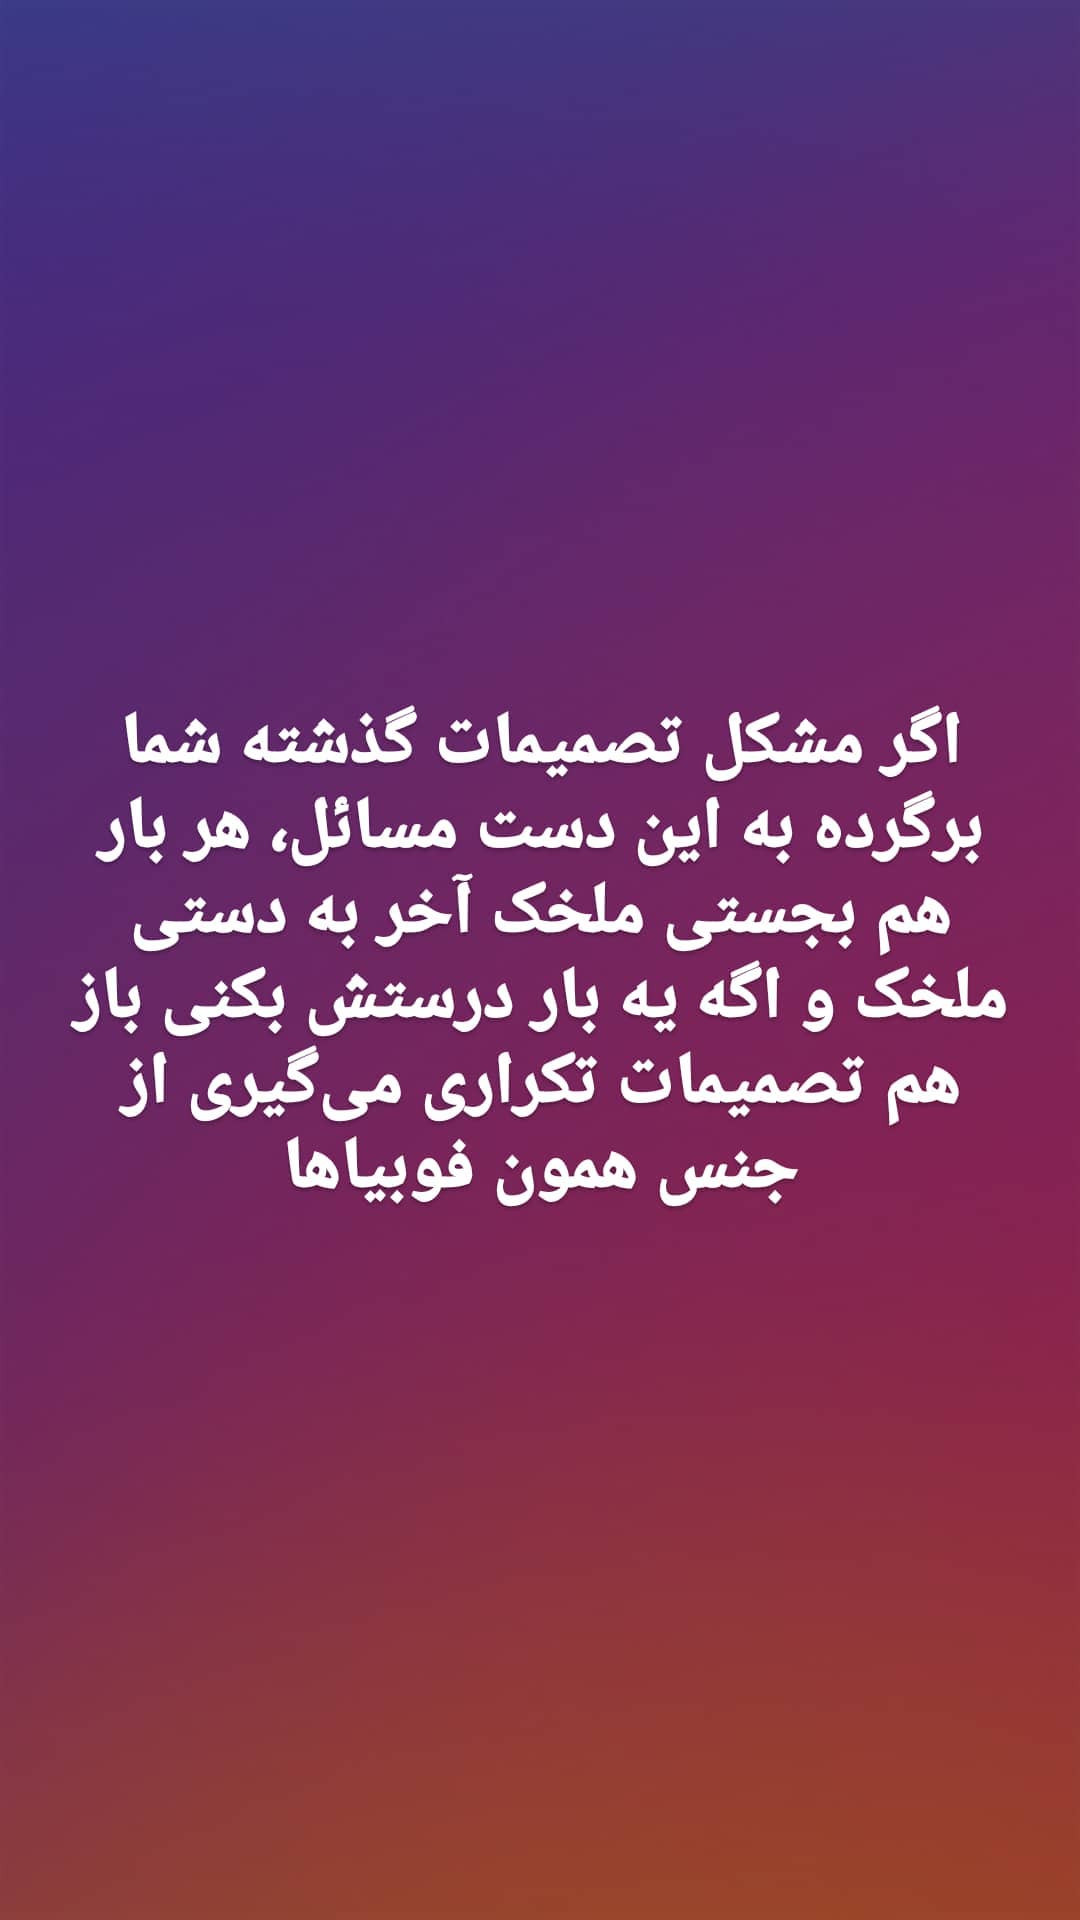 اگر مشکل تصمیمات گذشته شما
برگرده به این دست مسائل، هر بار
هم بجستی ملخک آخر به دستی
ملخک و اگه یه بار درستش بکنی باز
هم تصمیمات تکراری می‌گیری از
جنس همون فوبیاها